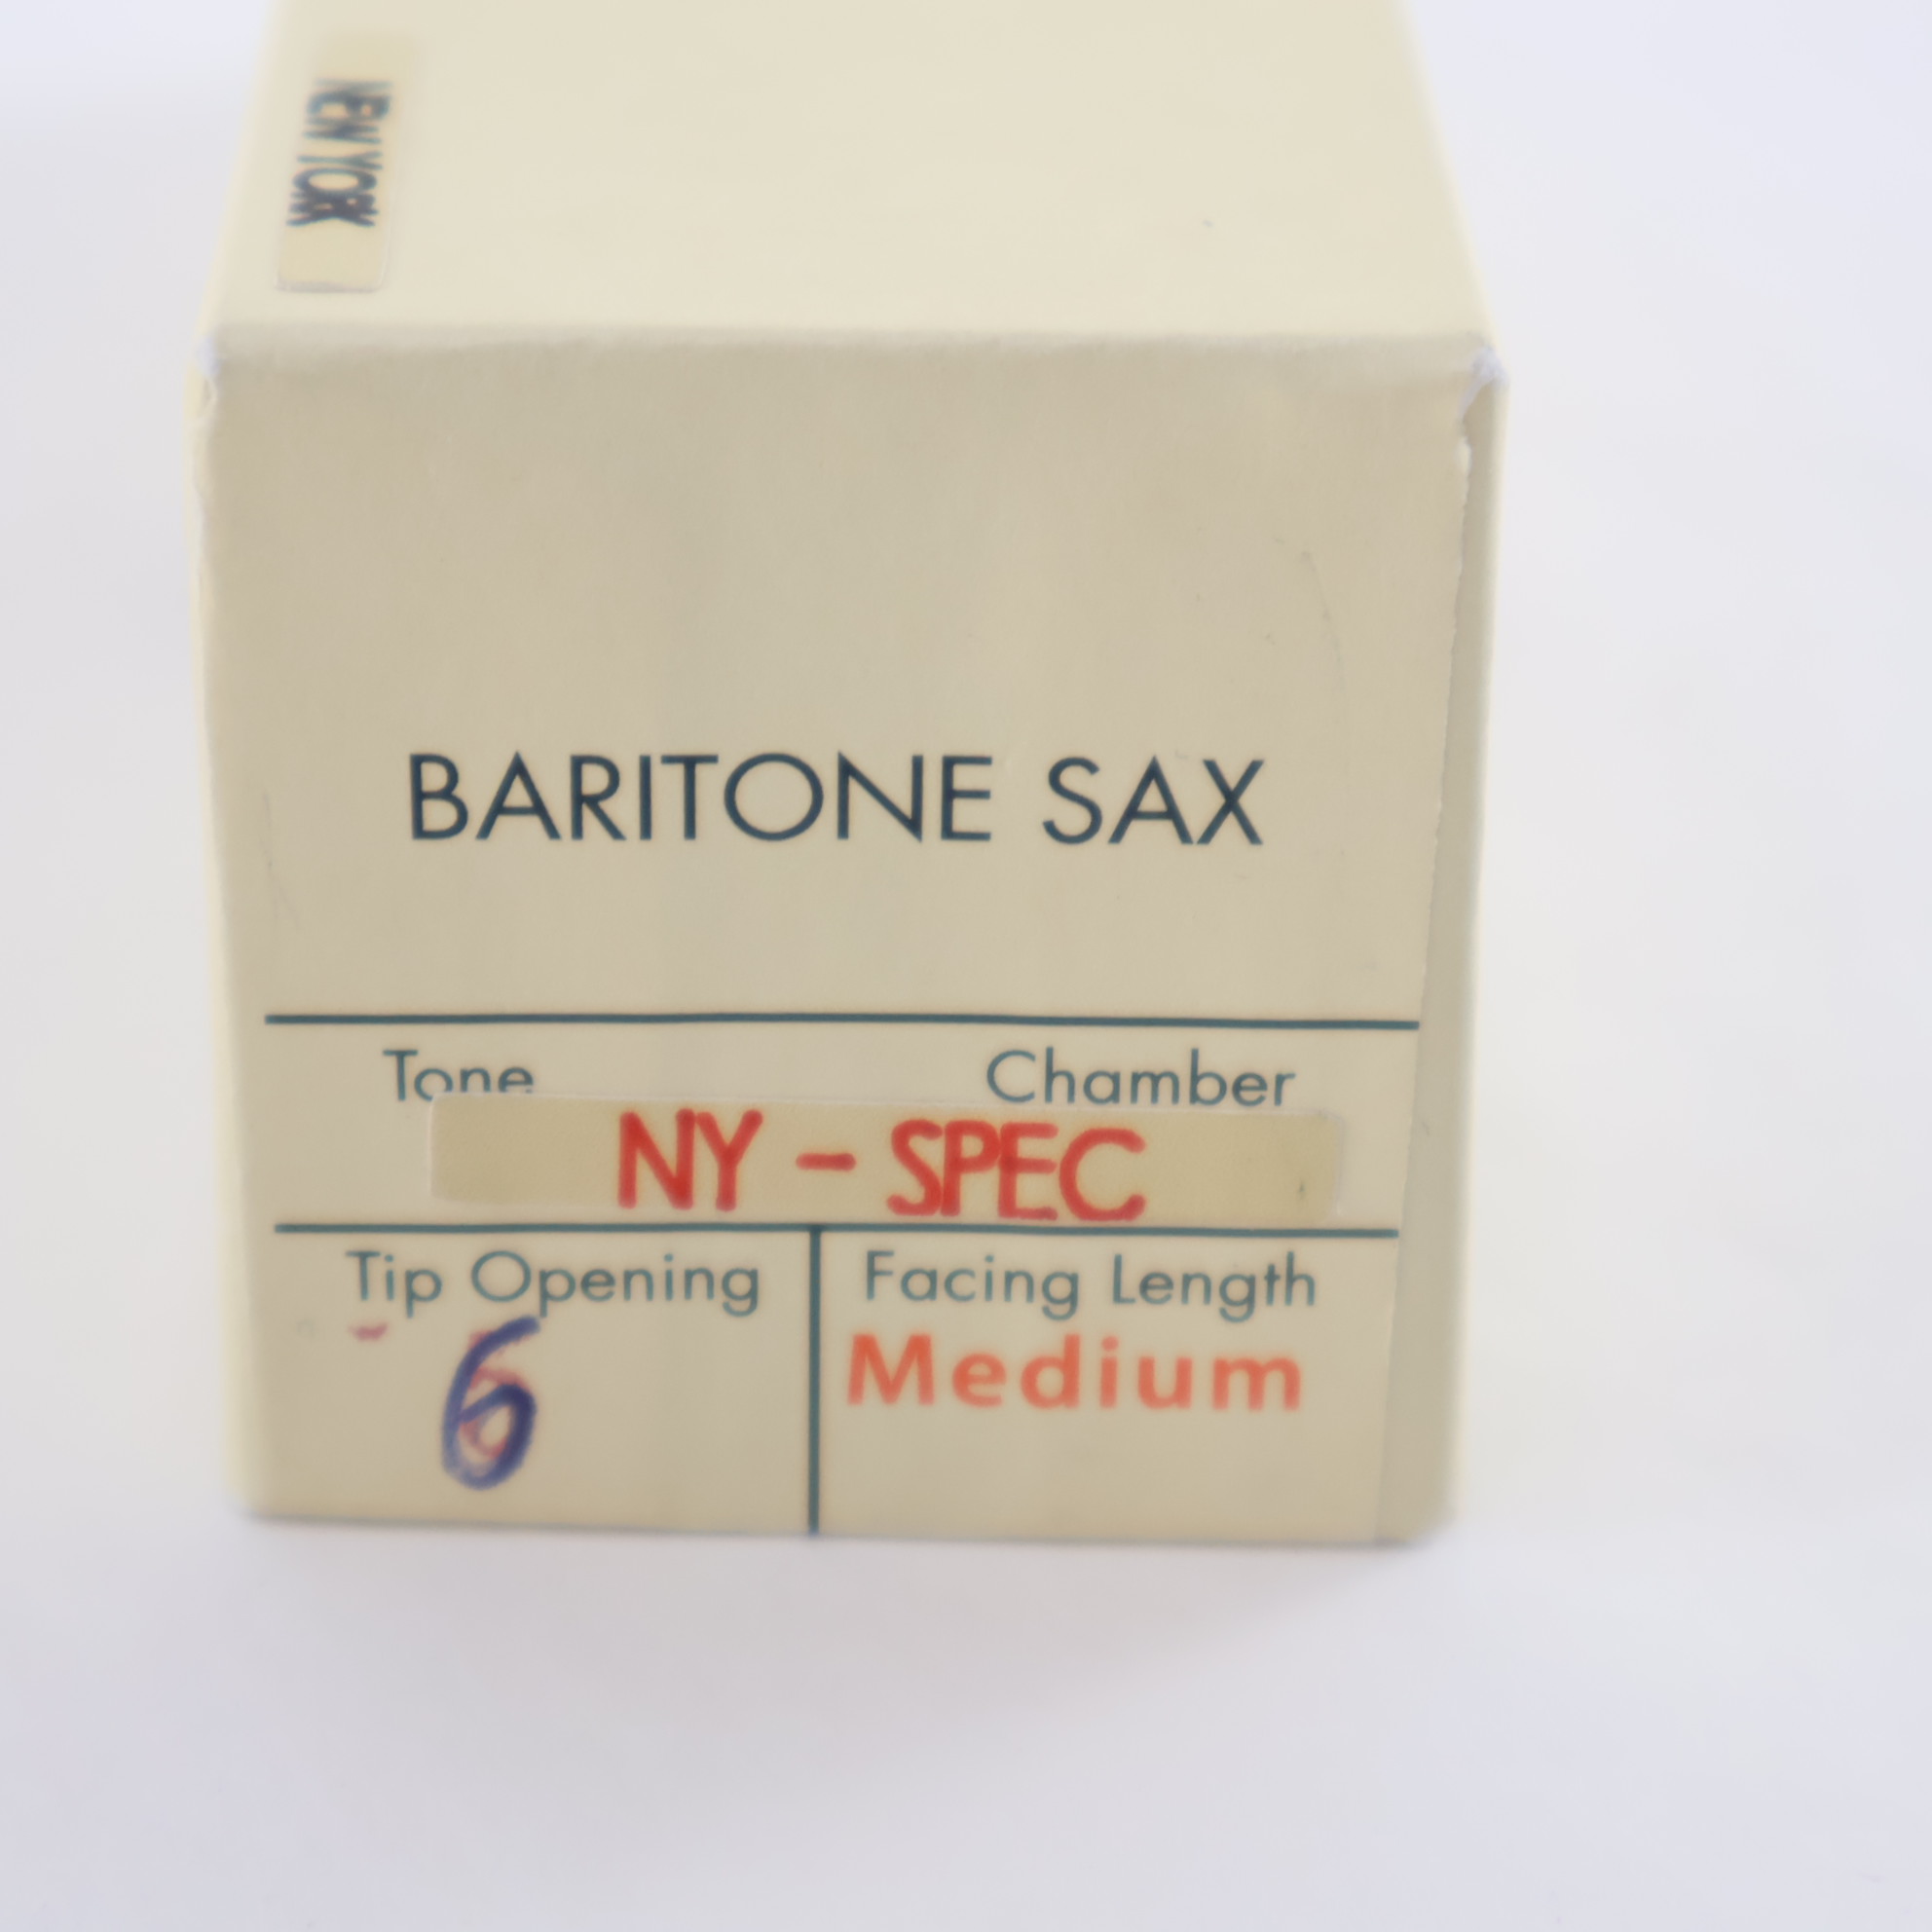 NEW YORK
BARITONE SAX
Tone Chamber
NY - SPEC
Tip Opening Facing Length
6 Medium